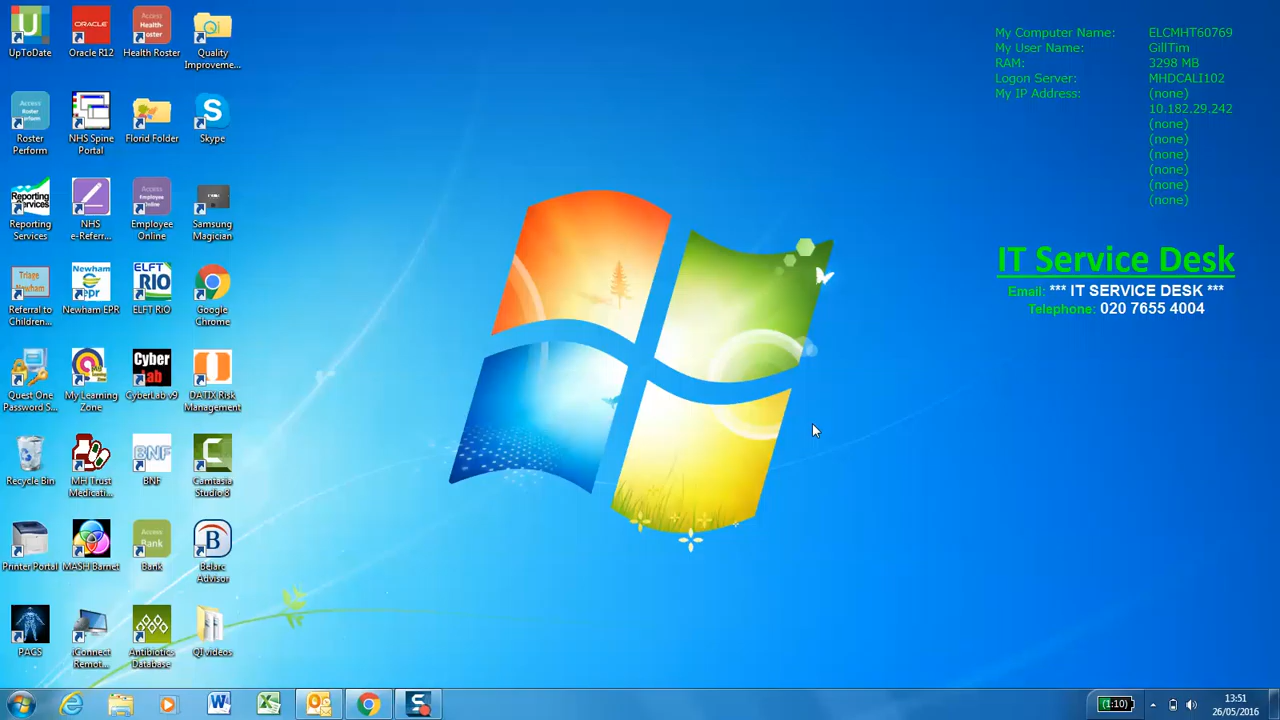 UpToDate
Oracle R12
Health Roster
Quality Improveme...
Roster Perform
NHS Spine Portal
Florid Folder
Skype
Reporting Services
NHS e-Referr...
Employee Online
Samsung Magician
Referral to Children...
Newham EPR
ELFT RiO
Google Chrome
Quest One Password S...
My Learning Zone
CyberLab v9
DATIX Risk Management
Recycle Bin
MH Trust Medicati...
BNF
Camtasia Studio 8
Printer Portal
MASH Barnet
Bank
Belarc Advisor
PACS
iConnect Remot...
Antibiotics Database
QI videos
U
ORACLE
Access Health-Roster
Access Roster Perform
Reporting Services
Access Employee Online
Triage Newham
Newham epr
ELFT RIO
Cyber Lab
BNF
Access Bank
My Computer Name: ELCMHT60769
My User Name: GillTim
RAM: 3298 MB
Logon Server: MHDCALI102
My IP Address: (none)
10.182.29.242
(none)
(none)
(none)
(none)
(none)
(none)
IT Service Desk
Email: *** IT SERVICE DESK ***
Telephone: 020 7655 4004
(1:10)
13:51
26/05/2016